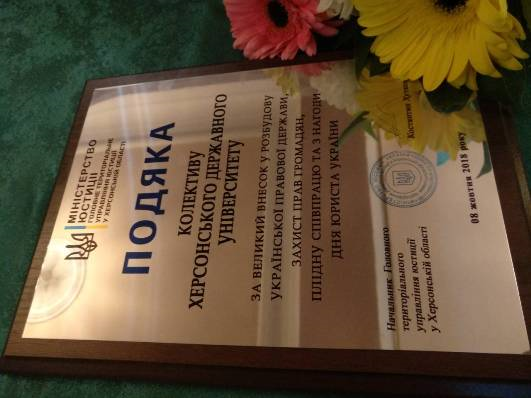 МІНІСТЕРСТВО
ЮСТИЦІЇ
ГОЛОВНЕ ТЕРИТОРІАЛЬНЕ
УПРАВЛІННЯ ЮСТИЦІЇ
У ХЕРСОНСЬКІЙ ОБЛАСТІ
ПОДЯКА
КОЛЕКТИВУ
ХЕРСОНСЬКОГО ДЕРЖАВНОГО
УНІВЕРСИТЕТУ
ЗА ВЕЛИКИЙ ВНЕСОК У РОЗБУДОВУ
УКРАЇНСЬКОЇ ПРАВОВОЇ ДЕРЖАВИ,
ЗАХИСТ ПРАВ ГРОМАДЯН,
ПЛІДНУ СПІВПРАЦЮ ТА З НАГОДИ
ДНЯ ЮРИСТА УКРАЇНИ
Начальник Головного
територіального
управління юстиції
у Херсонській області
Костянтин
08 жовтня 2018 року